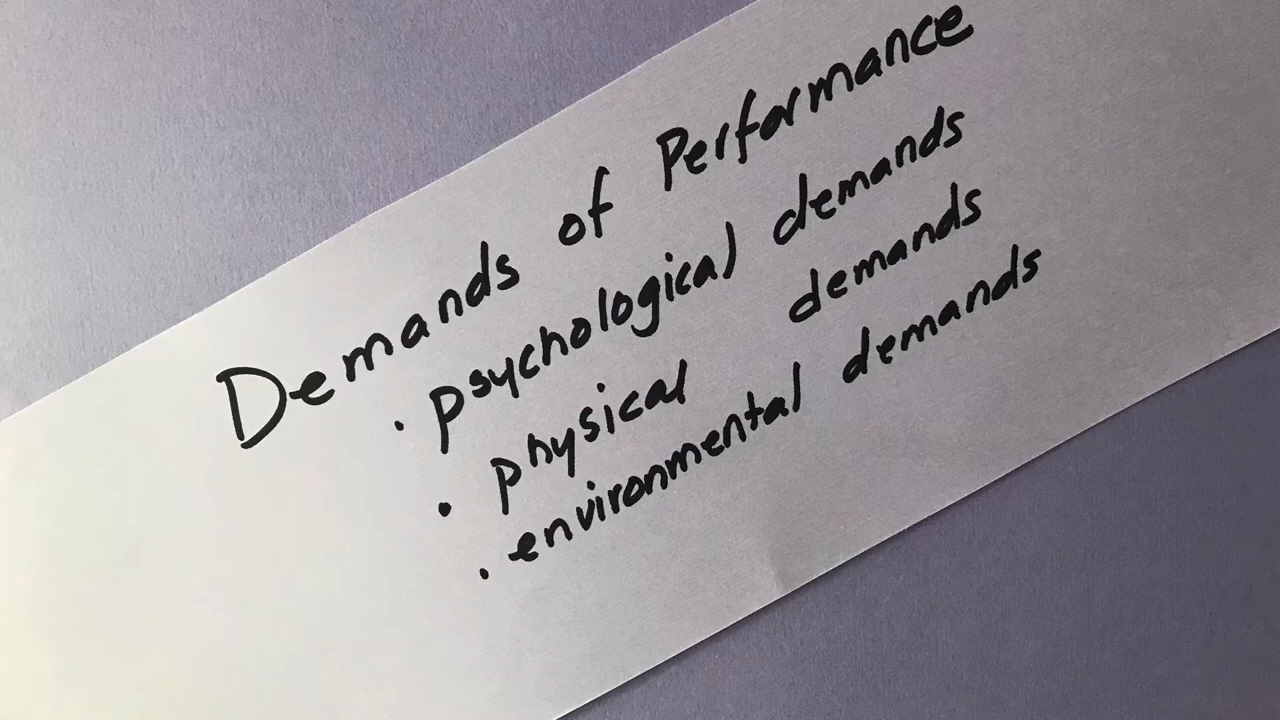 Demands of Performance
· psychological demands
· physical demands
· environmental demands